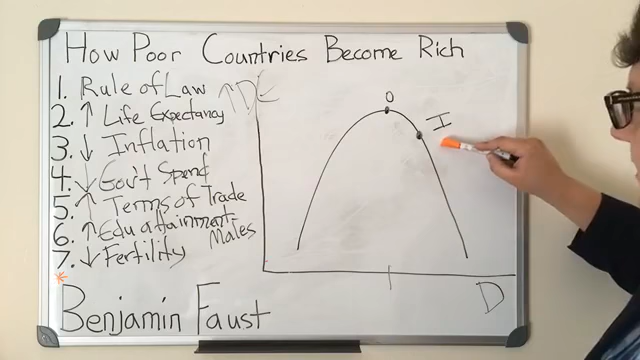 How Poor Countries Become Rich
1. Rule of Law
2. ↑ Life Expectancy
3. ↓ Inflation
4. ↓ Gov't Spend
5. ↑ Terms of Trade
6. ↑ Edu attainment-
Males
7. ↓ Fertility
*
Benjamin Faust
↑ D
O
I
D